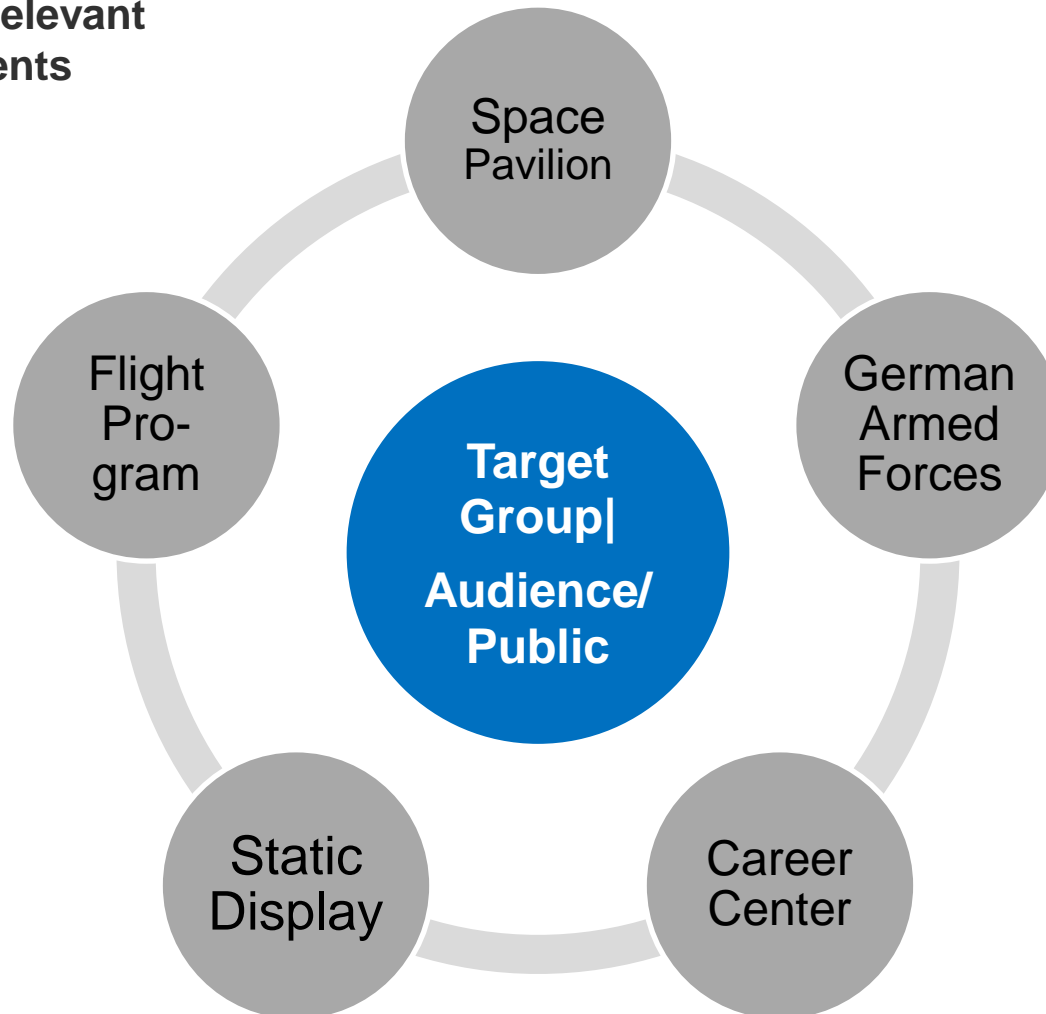 elevant
ents
Space
Pavilion
German
Armed
Forces
Career
Center
Static
Display
Flight
Pro-
gram
Target
Group|
Audience/
Public